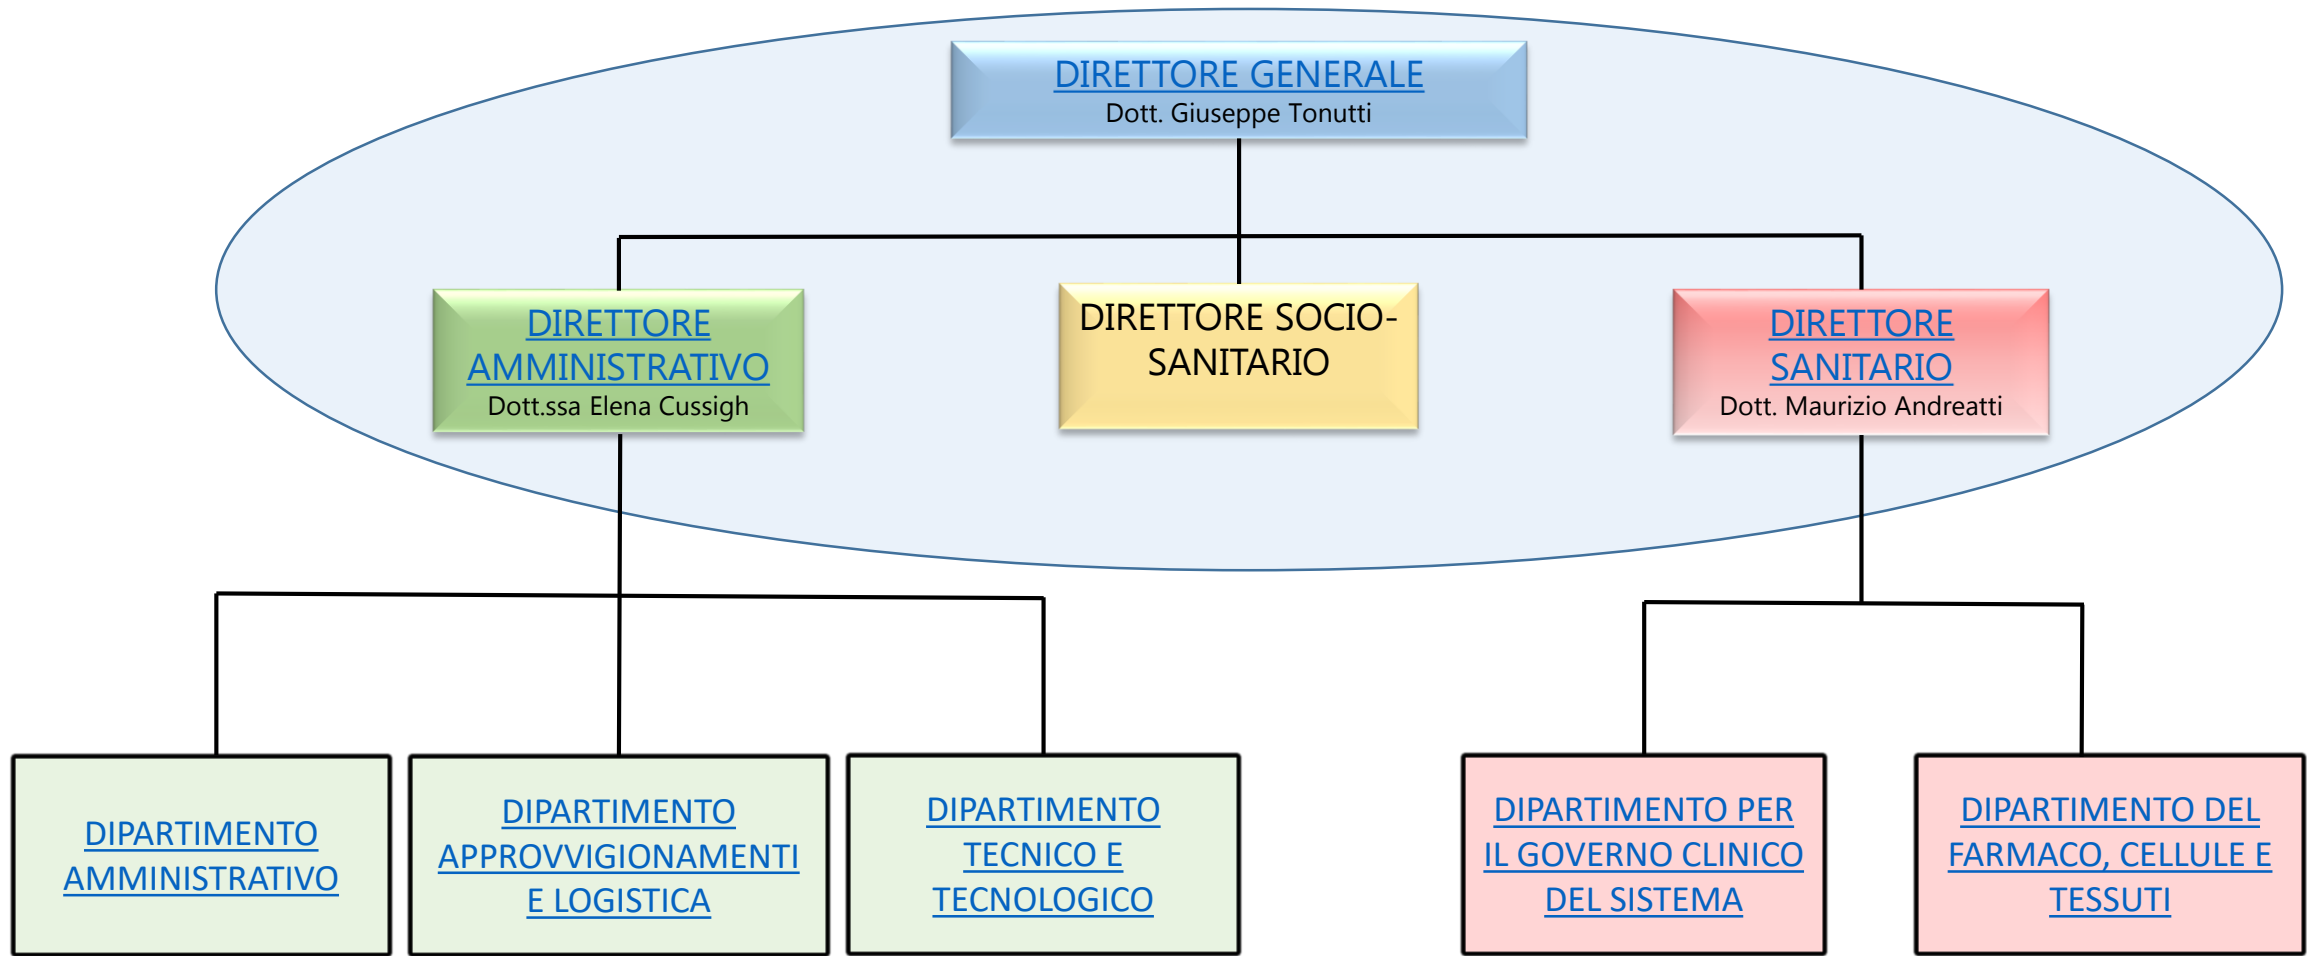 DIRETTORE GENERALE
Dott. Giuseppe Tonutti
DIRETTORE
AMMINISTRATIVO
Dott.ssa Elena Cussigh
DIRETTORE SOCIO-
SANITARIO
DIRETTORE
SANITARIO
Dott. Maurizio Andreatti
DIPARTIMENTO
AMMINISTRATIVO
DIPARTIMENTO
APPROVVIGIONAMENTI
E LOGISTICA
DIPARTIMENTO
TECNICO E
TECNOLOGICO
DIPARTIMENTO PER
IL GOVERNO CLINICO
DEL SISTEMA
DIPARTIMENTO DEL
FARMACO, CELLULE E
TESSUTI